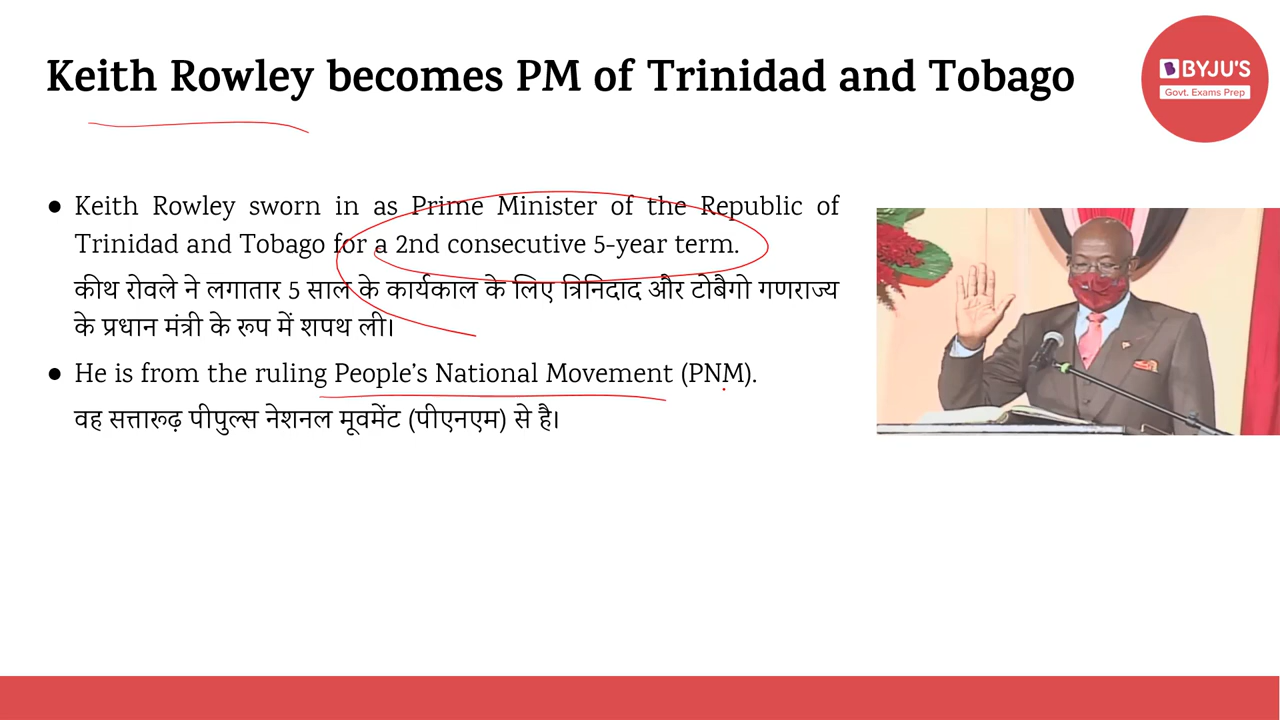 Keith Rowley becomes PM of Trinidad and Tobago
BYJU'S
Govt. Exams Prep
● Keith Rowley sworn in as Prime Minister of the Republic of
Trinidad and Tobago for a 2nd consecutive 5-year term.
कीथ रोवले ने लगातार 5 साल के कार्यकाल के लिए त्रिनिदाद और टोबैगो गणराज्य
के प्रधान मंत्री के रूप में शपथ ली।
● He is from the ruling People’s National Movement (PNM).
वह सत्तारूढ़ पीपुल्स नेशनल मूवमेंट (पीएनएम) से है।